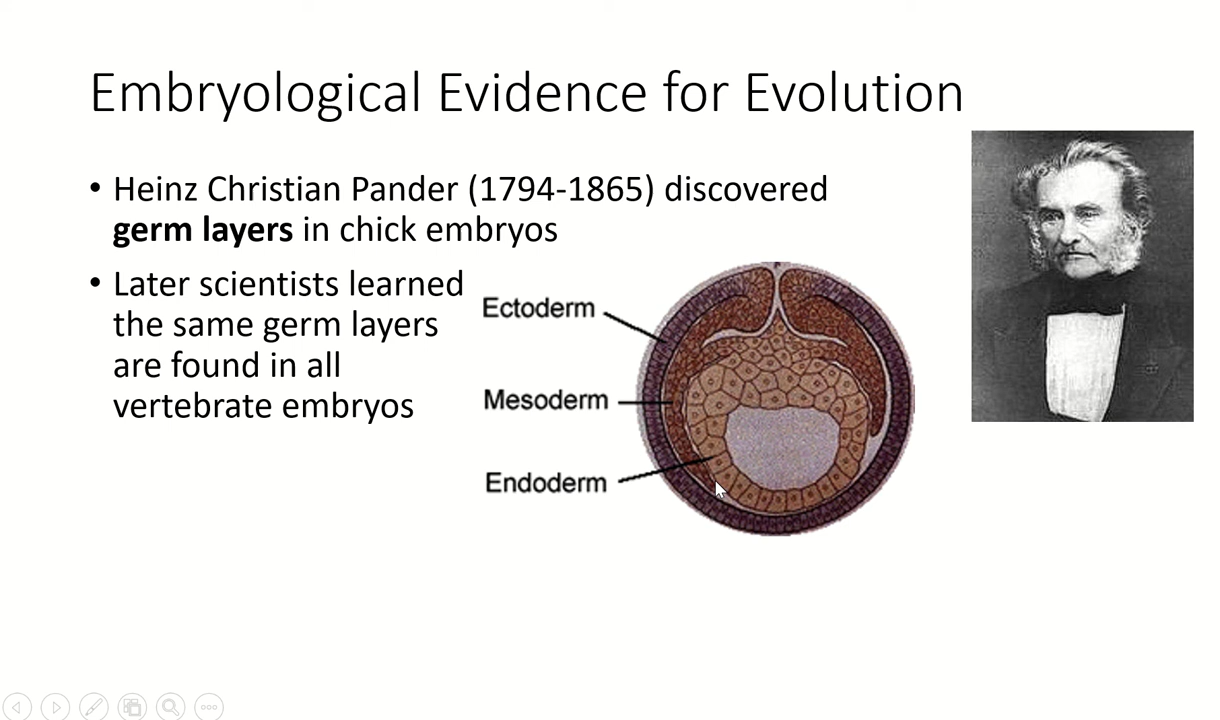 Embryological Evidence for Evolution
• Heinz Christian Pander (1794-1865) discovered
germ layers in chick embryos
• Later scientists learned
the same germ layers
are found in all
vertebrate embryos
Ectoderm
Mesoderm
Endoderm